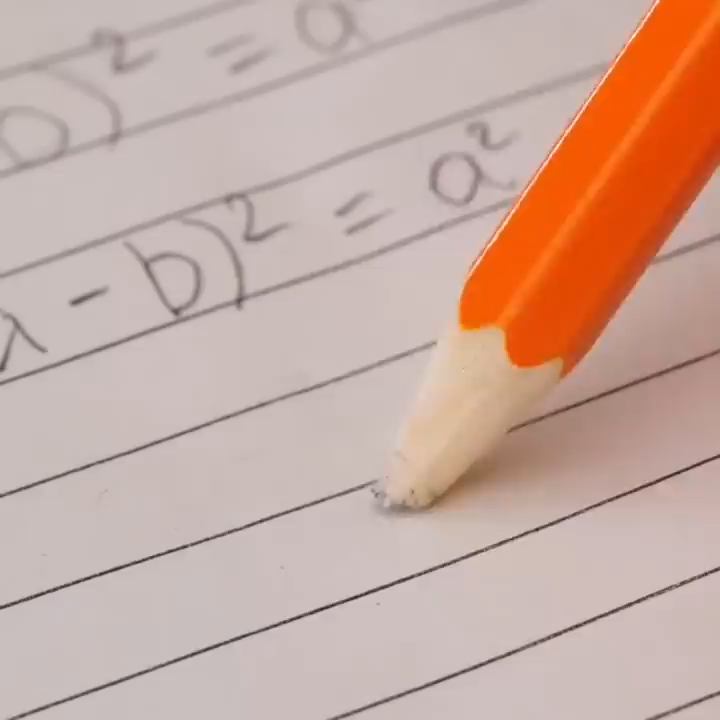 b)² = a
a - b)² = a²